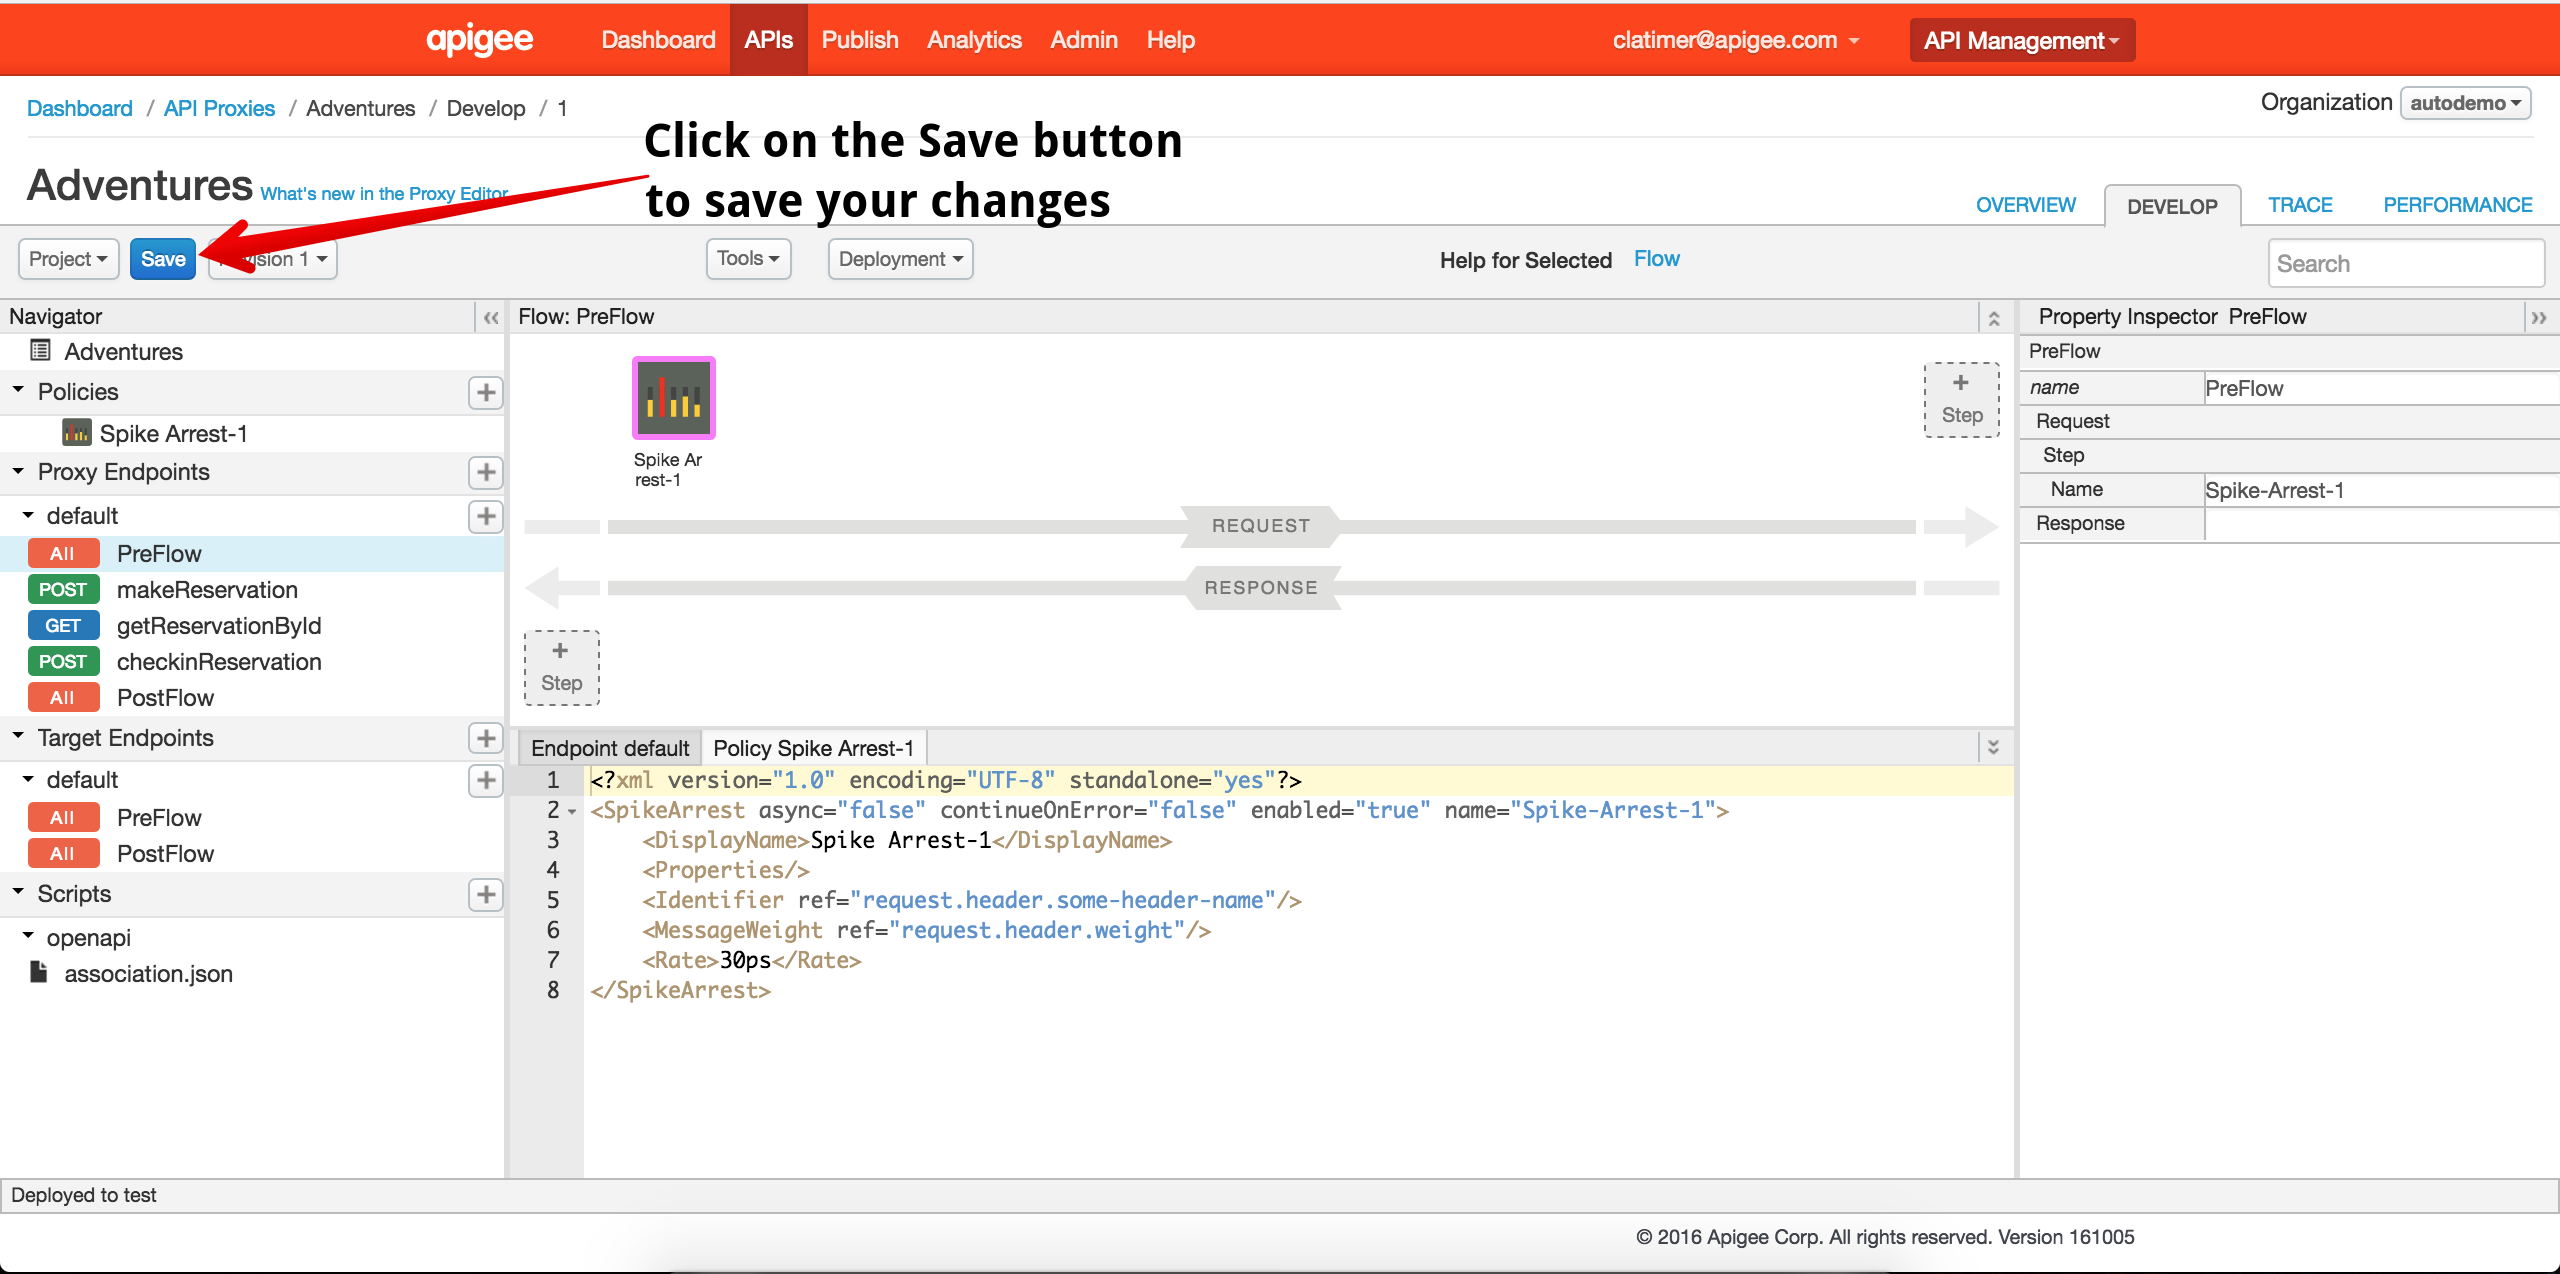 apigee Dashboard APIs Publish Analytics Admin Help clatimer@apigee.com API Management
Dashboard / API Proxies / Adventures / Develop / 1
Organization autodemo
Click on the Save button
to save your changes
Adventures What's new in the Proxy Editor
OVERVIEW DEVELOP TRACE PERFORMANCE
Project Save Revision 1 Tools Deployment Help for Selected Flow Search
Navigator
Adventures
Policies
Spike Arrest-1
Proxy Endpoints
default
All PreFlow
POST makeReservation
GET getReservationById
POST checkinReservation
All PostFlow
Target Endpoints
default
All PreFlow
All PostFlow
Scripts
openapi
association.json
Flow: PreFlow
Spike Ar
rest-1
+
Step
REQUEST
RESPONSE
+
Step
Endpoint default Policy Spike Arrest-1
1 <?xml version="1.0" encoding="UTF-8" standalone="yes"?>
2 <SpikeArrest async="false" continueOnError="false" enabled="true" name="Spike-Arrest-1">
3 <DisplayName>Spike Arrest-1</DisplayName>
4 <Properties/>
5 <Identifier ref="request.header.some-header-name"/>
6 <MessageWeight ref="request.header.weight"/>
7 <Rate>30ps</Rate>
8 </SpikeArrest>
Property Inspector PreFlow
PreFlow
name PreFlow
Request
Step
Name Spike-Arrest-1
Response
Deployed to test
© 2016 Apigee Corp. All rights reserved. Version 161005